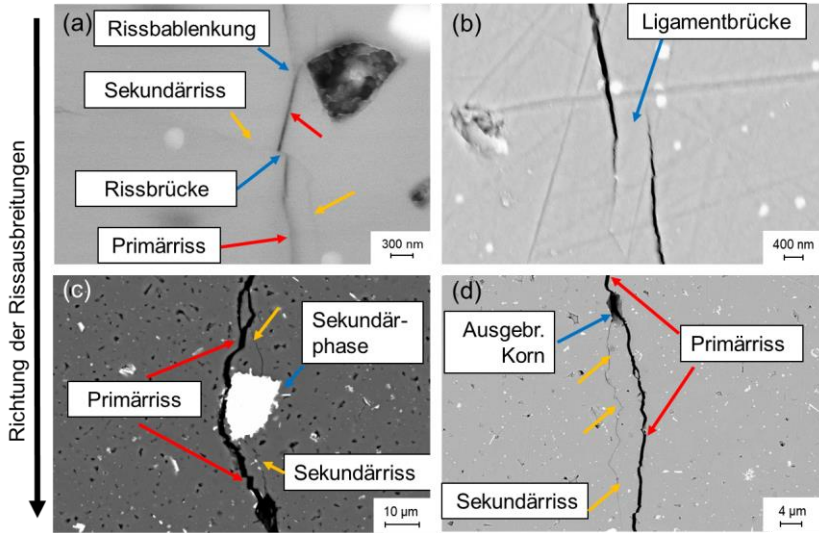 Richtung der Rissausbreitungen
(a)
Rissbablenkung
Sekundärriss
Rissbrücke
Primärriss
300 nm
(b)
Ligamentbrücke
400 nm
(c)
Sekundär-
phase
Primärriss
Sekundärriss
10 µm
(d)
Ausgebr.
Korn
Primärriss
Sekundärriss
4 µm